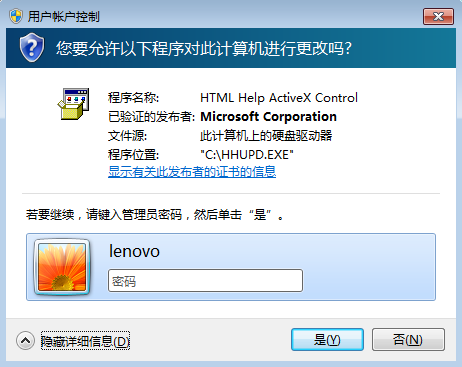 用户帐户控制
您要允许以下程序对此计算机进行更改吗?
程序名称: HTML Help ActiveX Control
已验证的发布者: Microsoft Corporation
文件源: 此计算机上的硬盘驱动器
程序位置: "C:\HHUPD.EXE"
显示有关此发布者的证书的信息
若要继续，请键入管理员密码，然后单击“是”。
lenovo
密码
隐藏详细信息(D)
是(Y)
否(N)